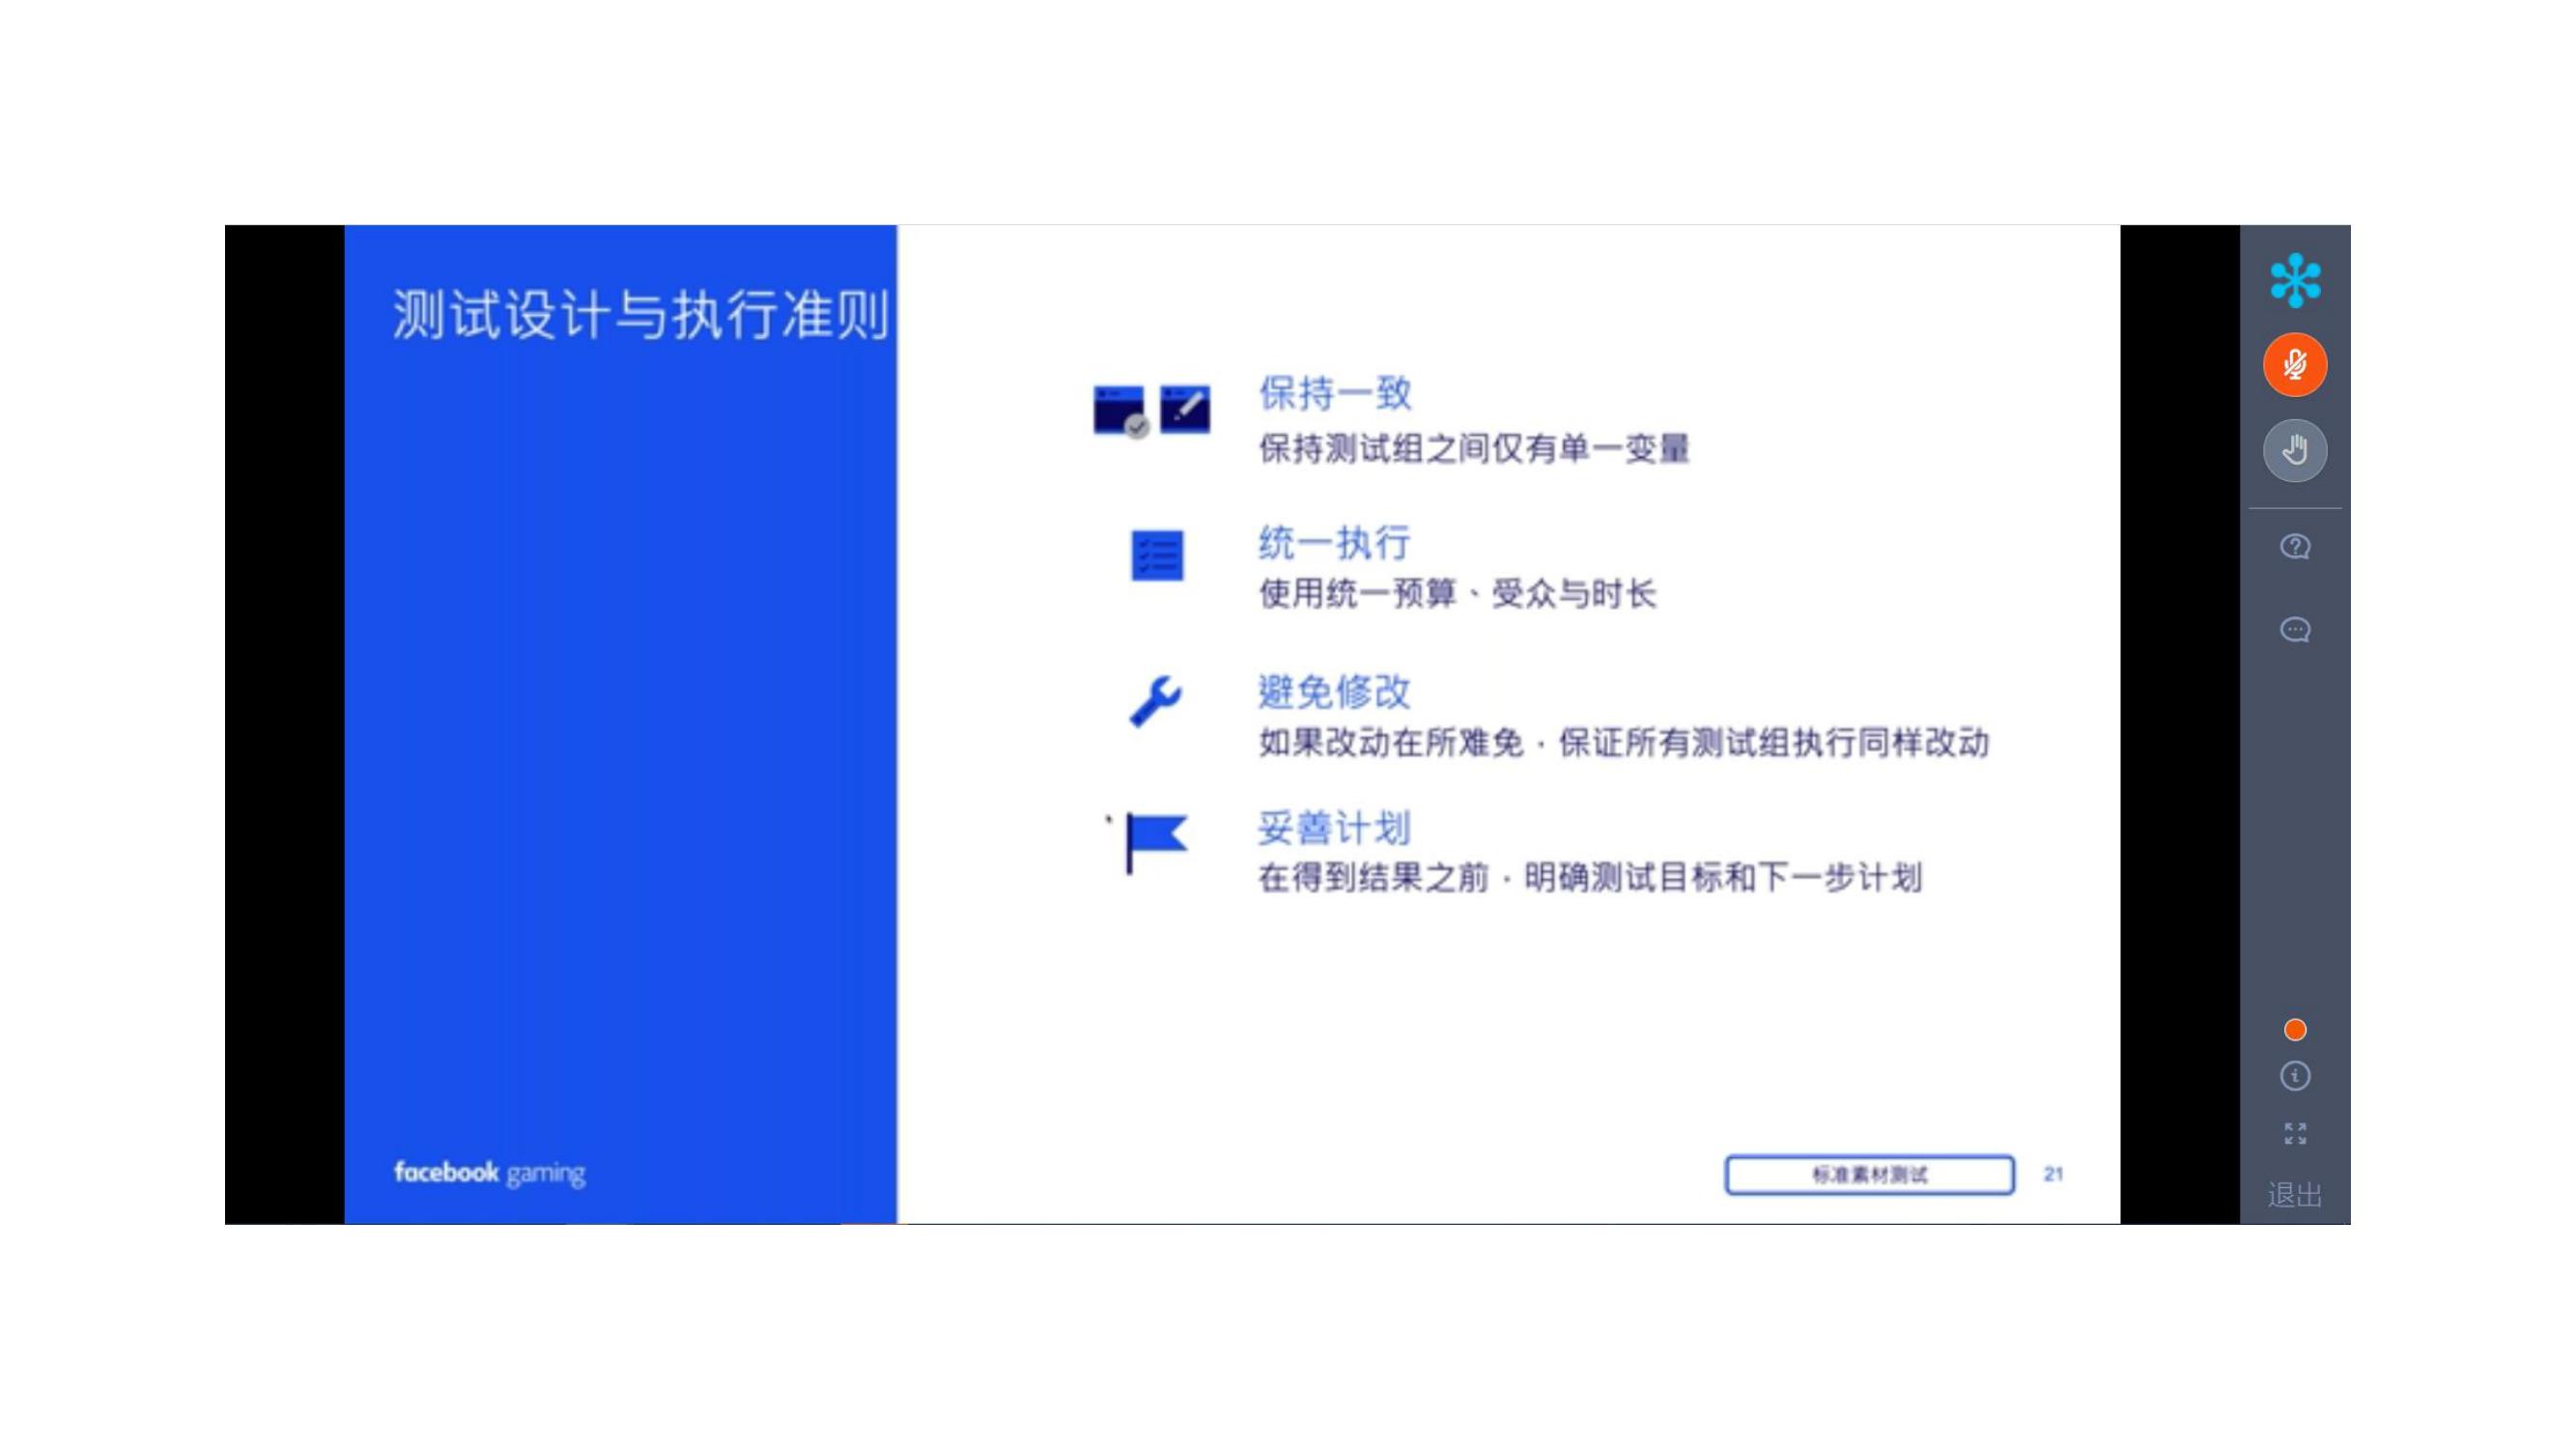 测试设计与执行准则
保持一致
保持测试组之间仅有单一变量
统一执行
使用统一预算、受众与时长
避免修改
如果改动在所难免，保证所有测试组执行同样改动
妥善计划
在得到结果之前，明确测试目标和下一步计划
facebook gaming
标准素材测试
21
退出